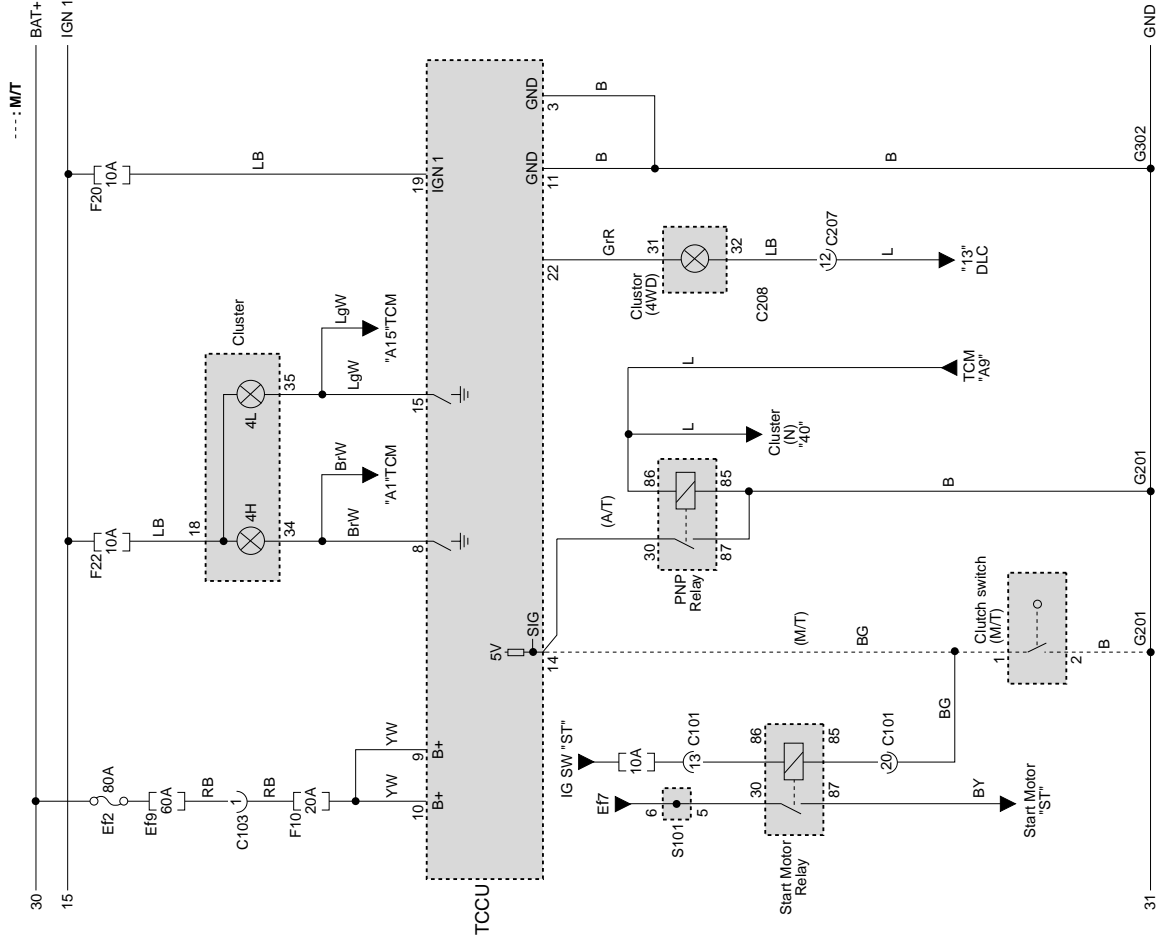 ---- : M/T
30
BAT+
15
IGN 1
Ef2
80A
Ef9
60A
RB
C103
1
RB
F10
20A
YW
YW
10
B+
9
B+
F22
10A
LB
18
Cluster
4H
4L
34
35
BrW
BrW
"A1"TCM
LgW
LgW
"A15"TCM
8
15
F20
10A
LB
19
IGN 1
TCCU
5V
SIG
14
GND
11
GND
3
22
B
B
B
GrR
31
Clustor
(4WD)
32
LB
C208
12
C207
L
"13"
DLC
(A/T)
30
86
PNP
Relay
87
85
L
L
Cluster
(N)
"40"
TCM
"A9"
B
(M/T)
BG
Clutch switch
(M/T)
1
2
B
IG SW "ST"
10A
13
C101
Ef7
6
S101
5
30
86
Start Motor
Relay
87
85
20
C101
BG
BY
Start Motor
"ST"
31
G201
G201
G302
GND